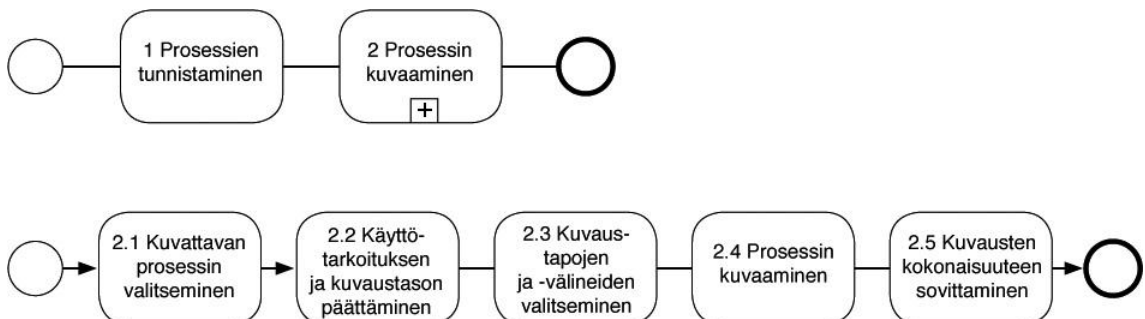 1 Prosessien
tunnistaminen
2 Prosessin
kuvaaminen
+
2.1 Kuvattavan
prosessin
valitseminen
2.2 Käyttö-
tarkoituksen
ja kuvaustason
päättäminen
2.3 Kuvaus-
tapojen
ja -välineiden
valitseminen
2.4 Prosessin
kuvaaminen
2.5 Kuvausten
kokonaisuuteen
sovittaminen